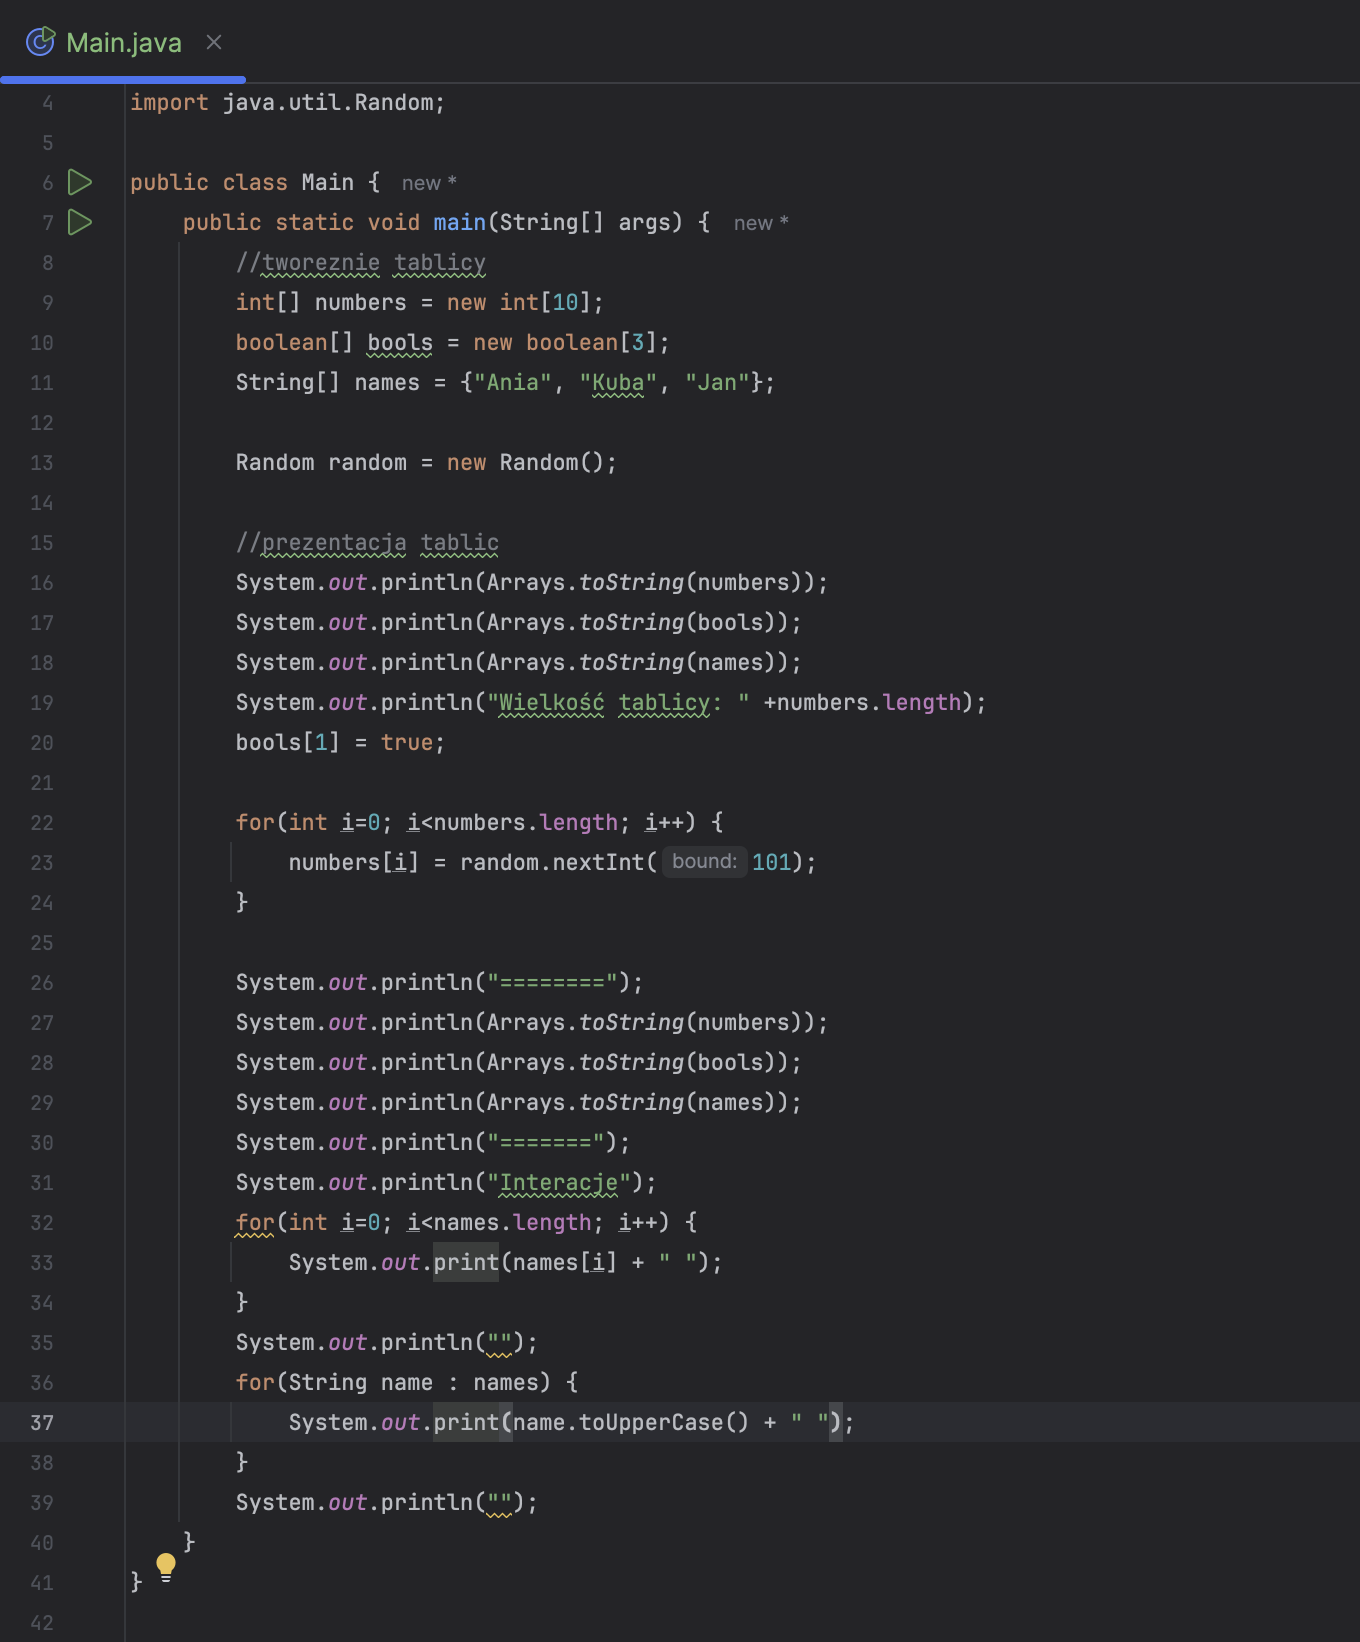 Main.java
4 import java.util.Random;
5
6 public class Main { new *
7 public static void main(String[] args) { new *
8 //tworeznie tablicy
9 int[] numbers = new int[10];
10 boolean[] bools = new boolean[3];
11 String[] names = {"Ania", "Kuba", "Jan"};
12
13 Random random = new Random();
14
15 //prezentacja tablic
16 System.out.println(Arrays.toString(numbers));
17 System.out.println(Arrays.toString(bools));
18 System.out.println(Arrays.toString(names));
19 System.out.println("Wielkość tablicy: " +numbers.length);
20 bools[1] = true;
21
22 for(int i=0; i<numbers.length; i++) {
23 numbers[i] = random.nextInt( bound: 101);
24 }
25
26 System.out.println("========");
27 System.out.println(Arrays.toString(numbers));
28 System.out.println(Arrays.toString(bools));
29 System.out.println(Arrays.toString(names));
30 System.out.println("=======");
31 System.out.println("Interacje");
32 for(int i=0; i<names.length; i++) {
33 System.out.print(names[i] + " ");
34 }
35 System.out.println("");
36 for(String name : names) {
37 System.out.print(name.toUpperCase() + " ");
38 }
39 System.out.println("");
40 }
41 }
42